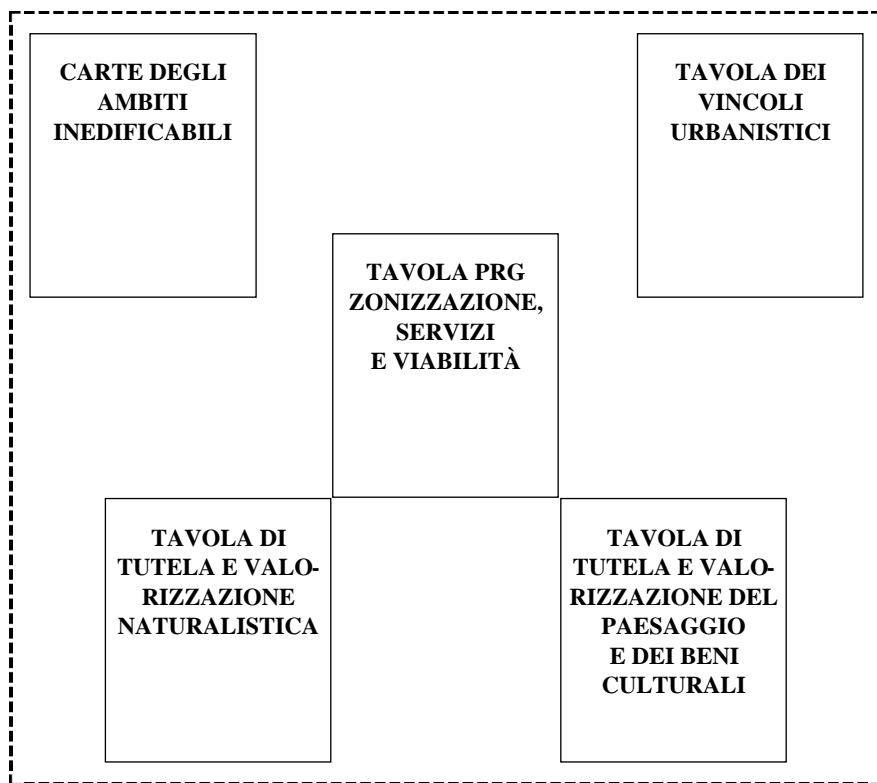 CARTE DEGLI
AMBITI
INEDIFICABILI
TAVOLA DEI
VINCOLI
URBANISTICI
TAVOLA PRG
ZONIZZAZIONE,
SERVIZI
E VIABILITÀ
TAVOLA DI
TUTELA E VALO-
RIZZAZIONE
NATURALISTICA
TAVOLA DI
TUTELA E VALO-
RIZZAZIONE DEL
PAESAGGIO
E DEI BENI
CULTURALI